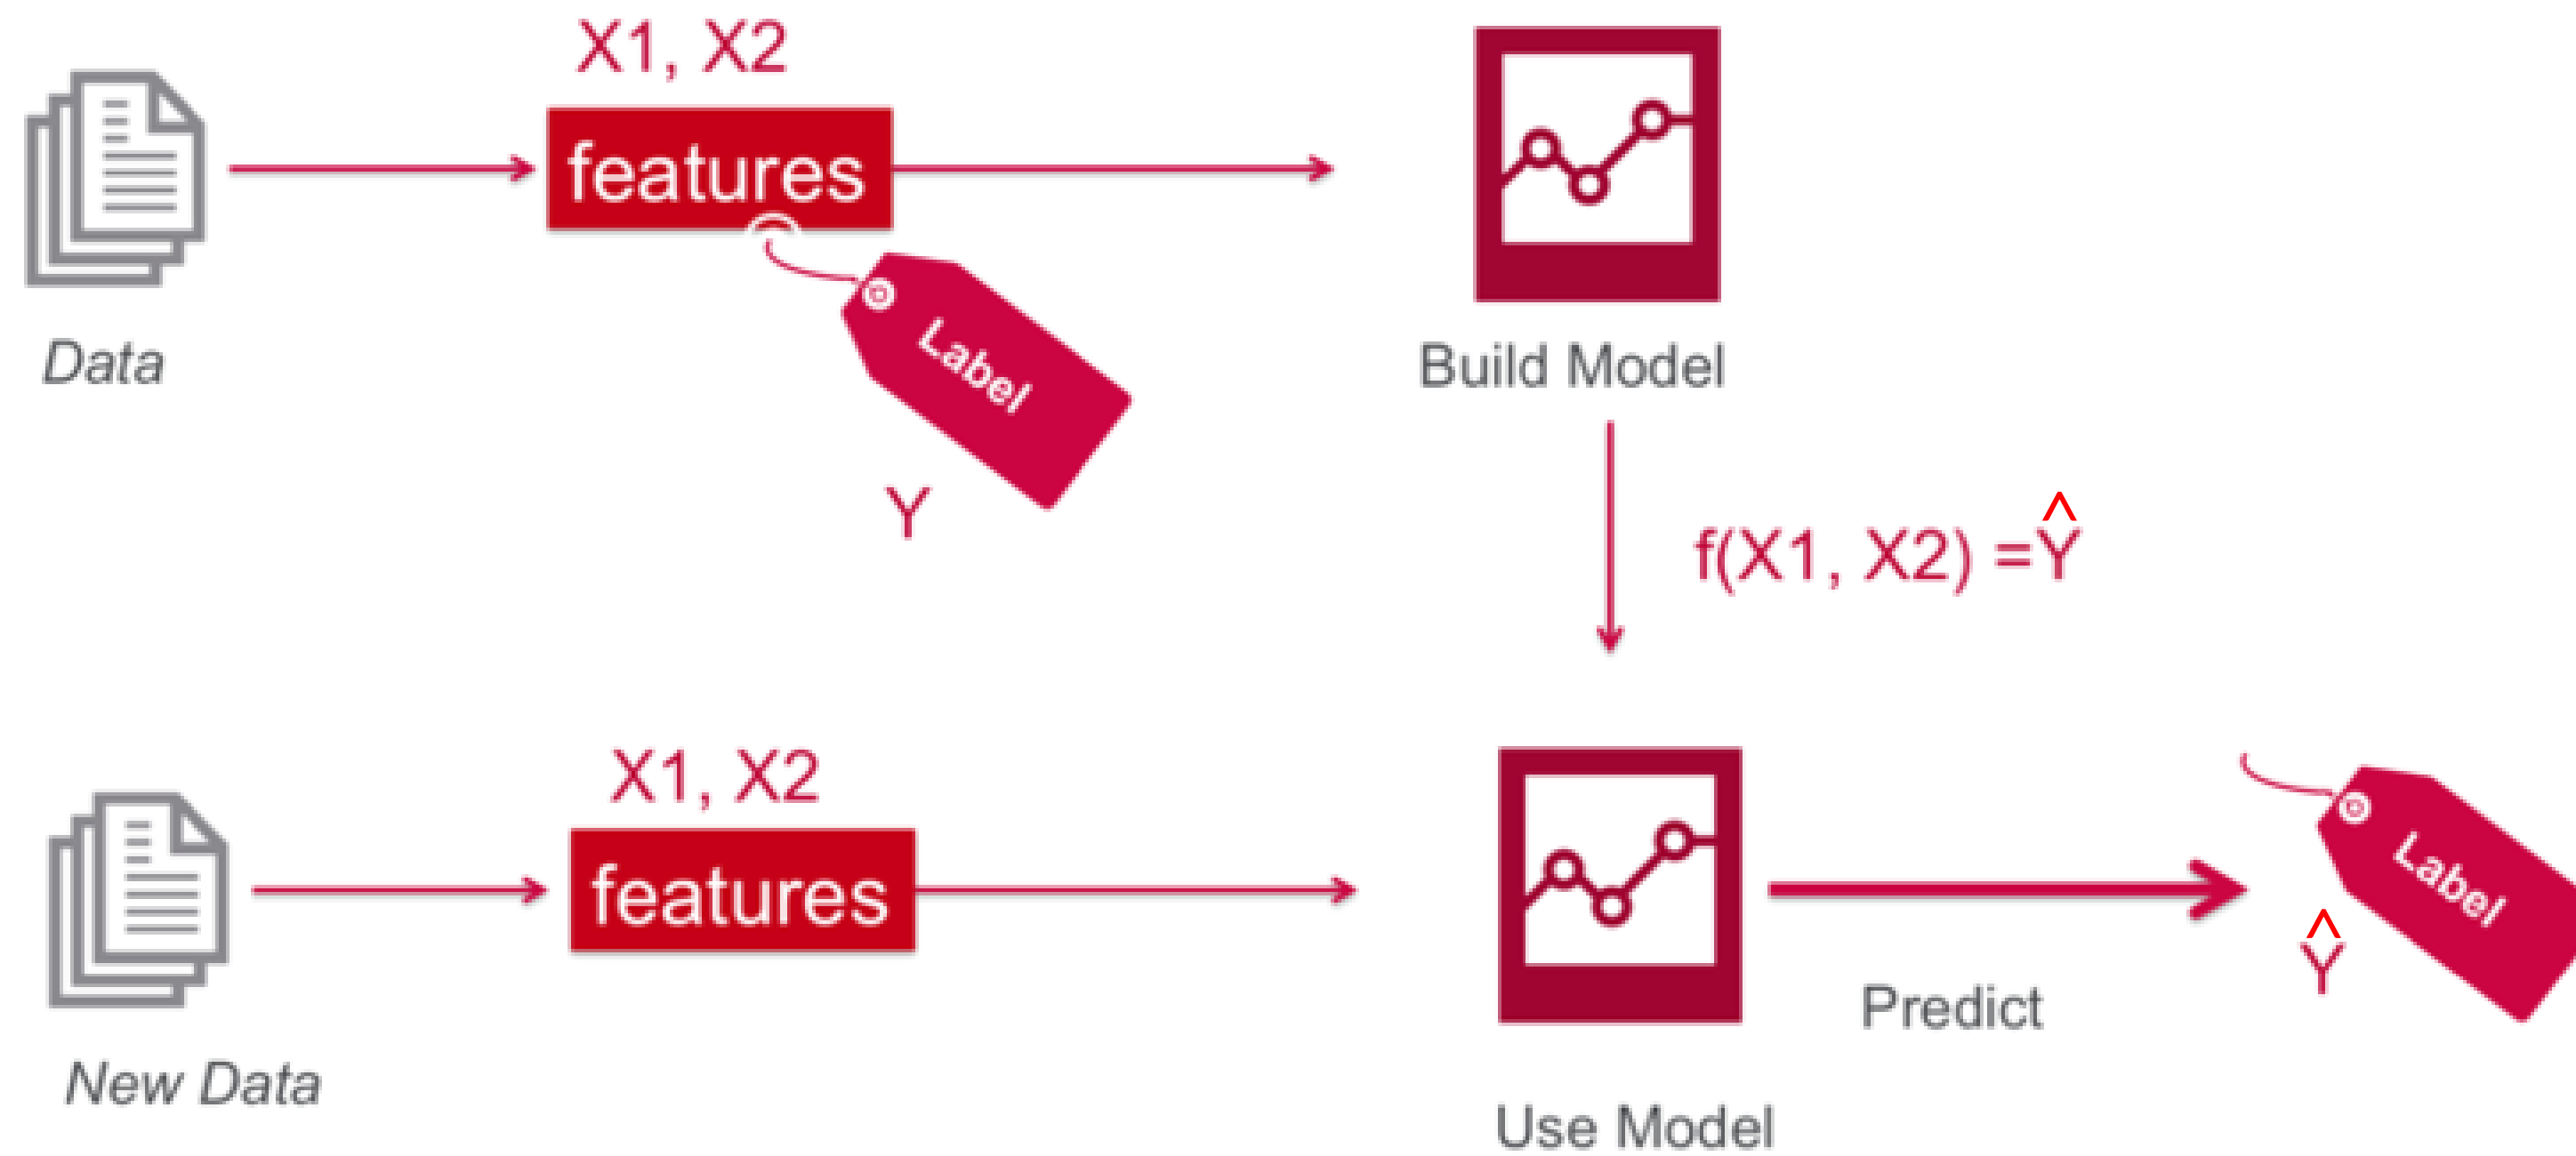 X1, X2
features
Data
Label
Y
Build Model
f(X1, X2) =Ŷ
X1, X2
features
New Data
Use Model
Predict
Label
Ŷ